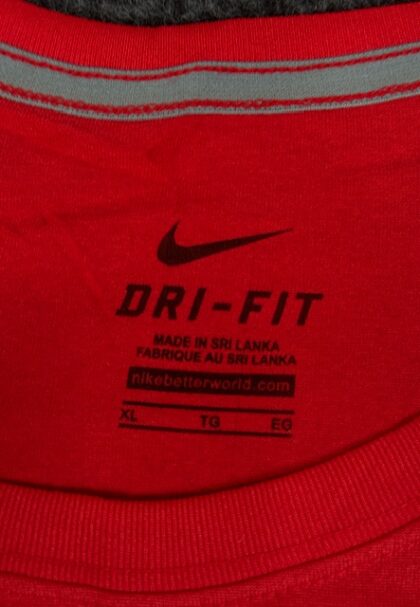 DRI-FIT
MADE IN SRI LANKA
FABRIQUE AU SRI LANKA
nikebetterworld.com
XL TG EG